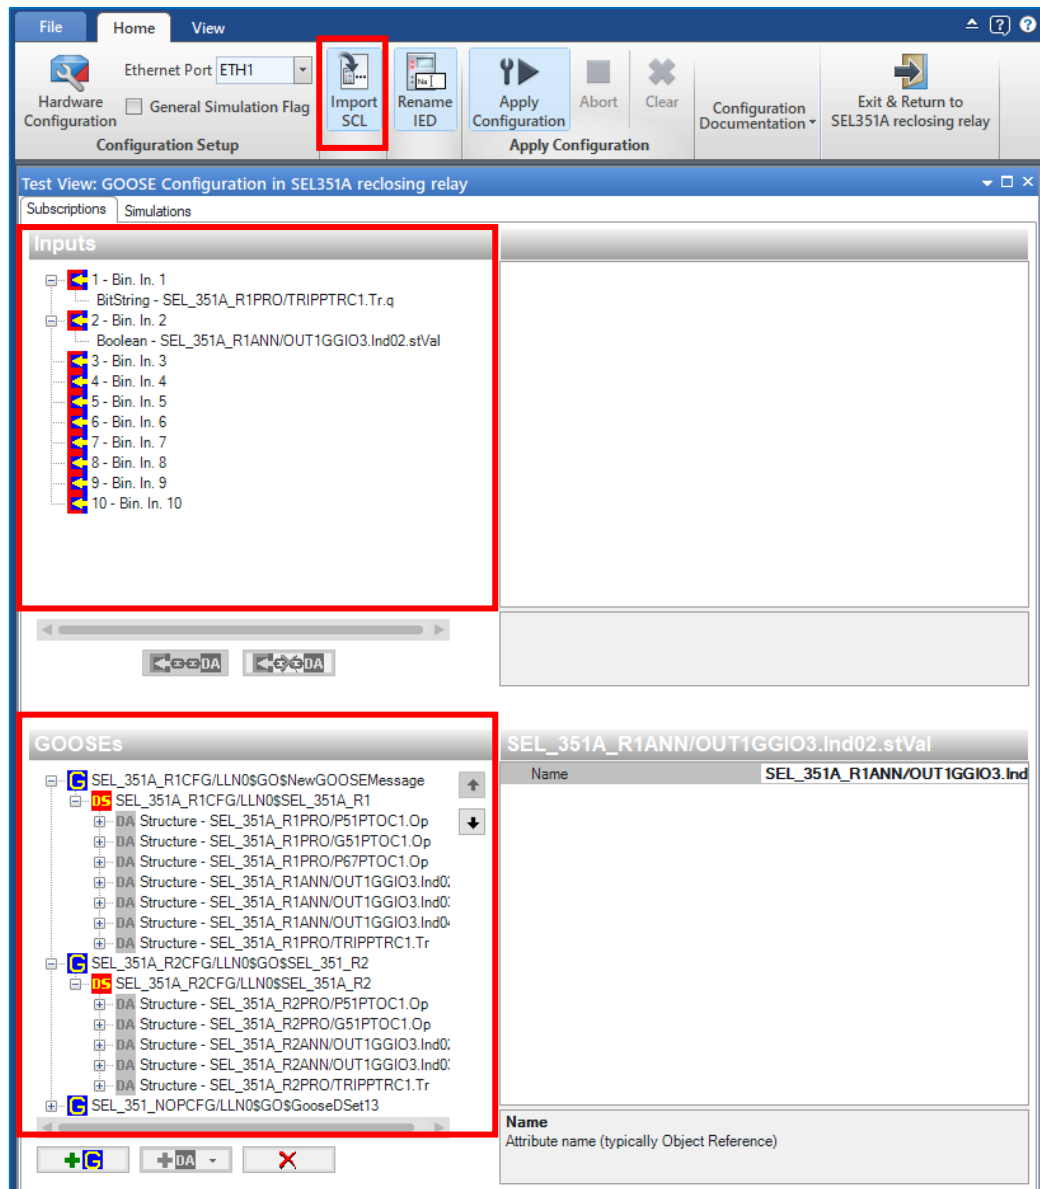 File Home View
Ethernet Port ETH1
Hardware Configuration
General Simulation Flag
Import SCL
Rename IED
Apply Configuration
Abort
Clear
Configuration Documentation
Exit & Return to SEL351A reclosing relay
Configuration Setup
Apply Configuration
Test View: GOOSE Configuration in SEL351A reclosing relay
Subscriptions Simulations
Inputs
1 - Bin. In. 1
BitString - SEL_351A_R1PRO/TRIPPTRC1.Tr.q
2 - Bin. In. 2
Boolean - SEL_351A_R1ANN/OUT1GGIO3.Ind02.stVal
3 - Bin. In. 3
4 - Bin. In. 4
5 - Bin. In. 5
6 - Bin. In. 6
7 - Bin. In. 7
8 - Bin. In. 8
9 - Bin. In. 9
10 - Bin. In. 10
DA DA
GOOSEs
G SEL_351A_R1CFG/LLN0$GO$NewGOOSEMessage
DS SEL_351A_R1CFG/LLN0$SEL_351A_R1
DA Structure - SEL_351A_R1PRO/P51PTOC1.Op
DA Structure - SEL_351A_R1PRO/G51PTOC1.Op
DA Structure - SEL_351A_R1PRO/P67PTOC1.Op
DA Structure - SEL_351A_R1ANN/OUT1GGIO3.Ind02
DA Structure - SEL_351A_R1ANN/OUT1GGIO3.Ind03
DA Structure - SEL_351A_R1ANN/OUT1GGIO3.Ind04
DA Structure - SEL_351A_R1PRO/TRIPPTRC1.Tr
G SEL_351A_R2CFG/LLN0$GO$SEL_351_R2
DS SEL_351A_R2CFG/LLN0$SEL_351A_R2
DA Structure - SEL_351A_R2PRO/P51PTOC1.Op
DA Structure - SEL_351A_R2PRO/G51PTOC1.Op
DA Structure - SEL_351A_R2ANN/OUT1GGIO3.Ind02
DA Structure - SEL_351A_R2ANN/OUT1GGIO3.Ind03
DA Structure - SEL_351A_R2PRO/TRIPPTRC1.Tr
G SEL_351_NOPCFG/LLN0$GO$GooseDSet13
+G +DA
SEL_351A_R1ANN/OUT1GGIO3.Ind02.stVal
Name SEL_351A_R1ANN/OUT1GGIO3.Ind
Name
Attribute name (typically Object Reference)